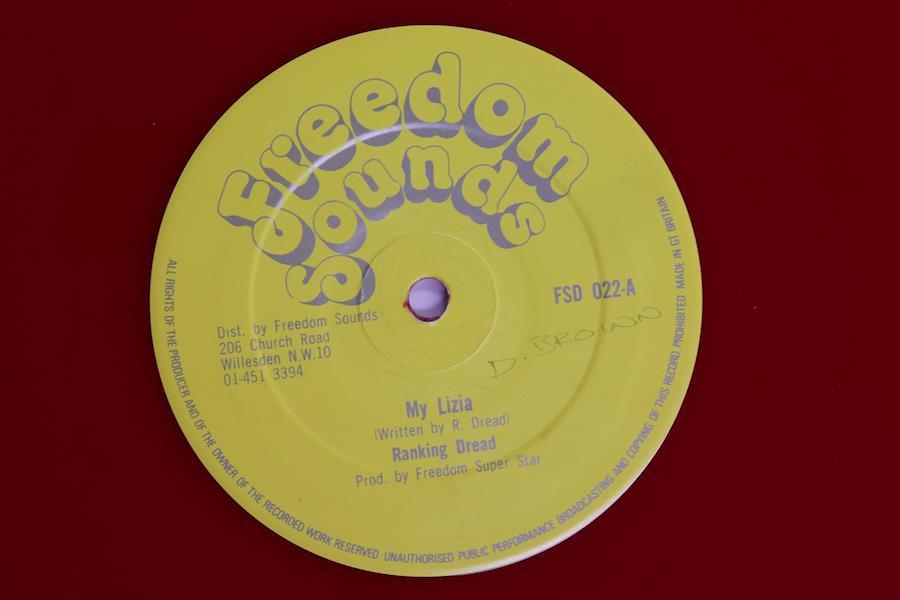 Freedom
Sounds
FSD 022-A
Dist. by Freedom Sounds
206 Church Road
Willesden N.W.10
01-451 3394
D. BROWN
My Lizia
(Written by R. Dread)
Ranking Dread
Prod. by Freedom Super Star
ALL RIGHTS OF THE PRODUCER AND OF THE OWNER OF THE RECORDED WORK RESERVED · UNAUTHORISED PUBLIC PERFORMANCE BROADCASTING AND COPYING OF THIS RECORD PROHIBITED MADE IN GT BRITAIN